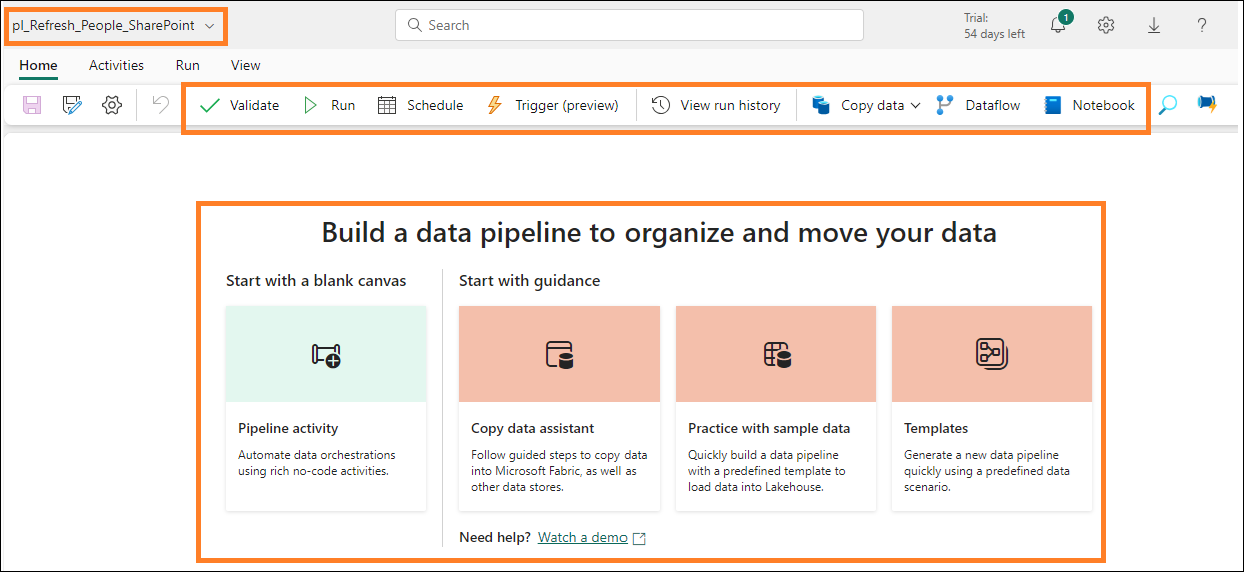 pl_Refresh_People_SharePoint
Search
Trial:
54 days left
1
?
Home Activities Run View
Validate Run Schedule Trigger (preview) View run history Copy data Dataflow Notebook
Build a data pipeline to organize and move your data
Start with a blank canvas
Pipeline activity
Automate data orchestrations
using rich no-code activities.
Start with guidance
Copy data assistant
Follow guided steps to copy data
into Microsoft Fabric, as well as
other data stores.
Practice with sample data
Quickly build a data pipeline
with a predefined template to
load data into Lakehouse.
Templates
Generate a new data pipeline
quickly using a predefined data
scenario.
Need help? Watch a demo